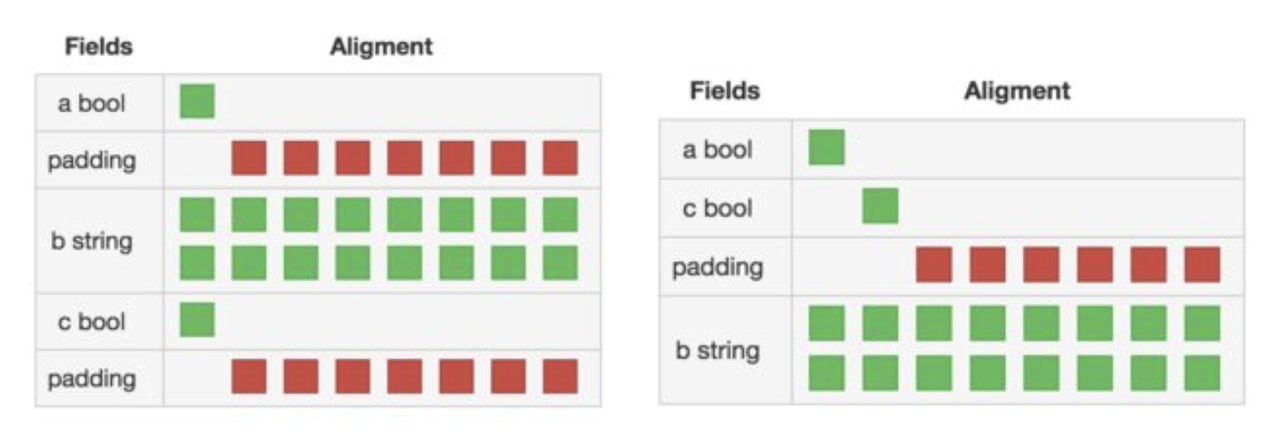 Fields Aligment
a bool
padding
b string
c bool
padding
Fields Aligment
a bool
c bool
padding
b string